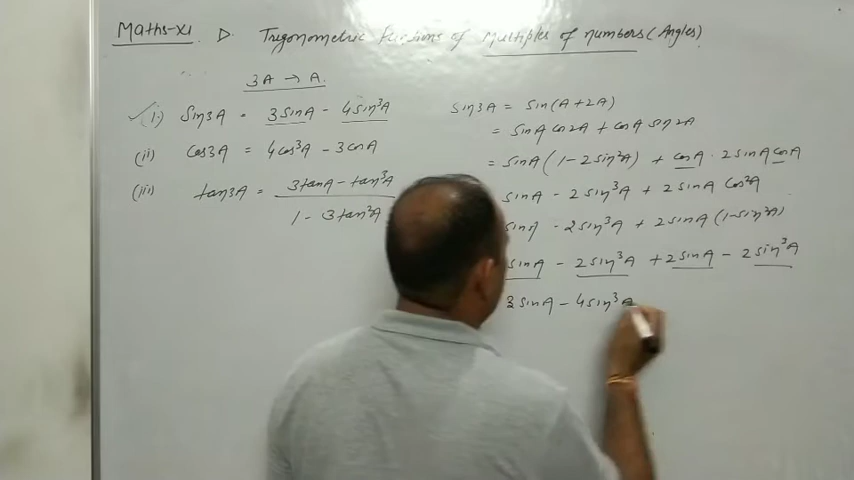 Maths-XI D Trigonometric functions of Multiples of numbers (Angles)
3A → A.
✓(i) Sin3A = 3sinA - 4sin³A
(ii) cos3A = 4cos³A - 3cosA
(iii) tan3A = 3tanA - tan³A / 1 - 3tan²A
Sin3A = Sin(A+2A)
= SinA cos2A + cosA sin2A
= SinA (1 - 2sin²A) + cosA · 2sinA cosA
SinA - 2sin³A + 2sinA cos²A
SinA - 2sin³A + 2sinA (1-sin²A)
SinA - 2sin³A + 2sinA - 2sin³A
3sinA - 4sin³A